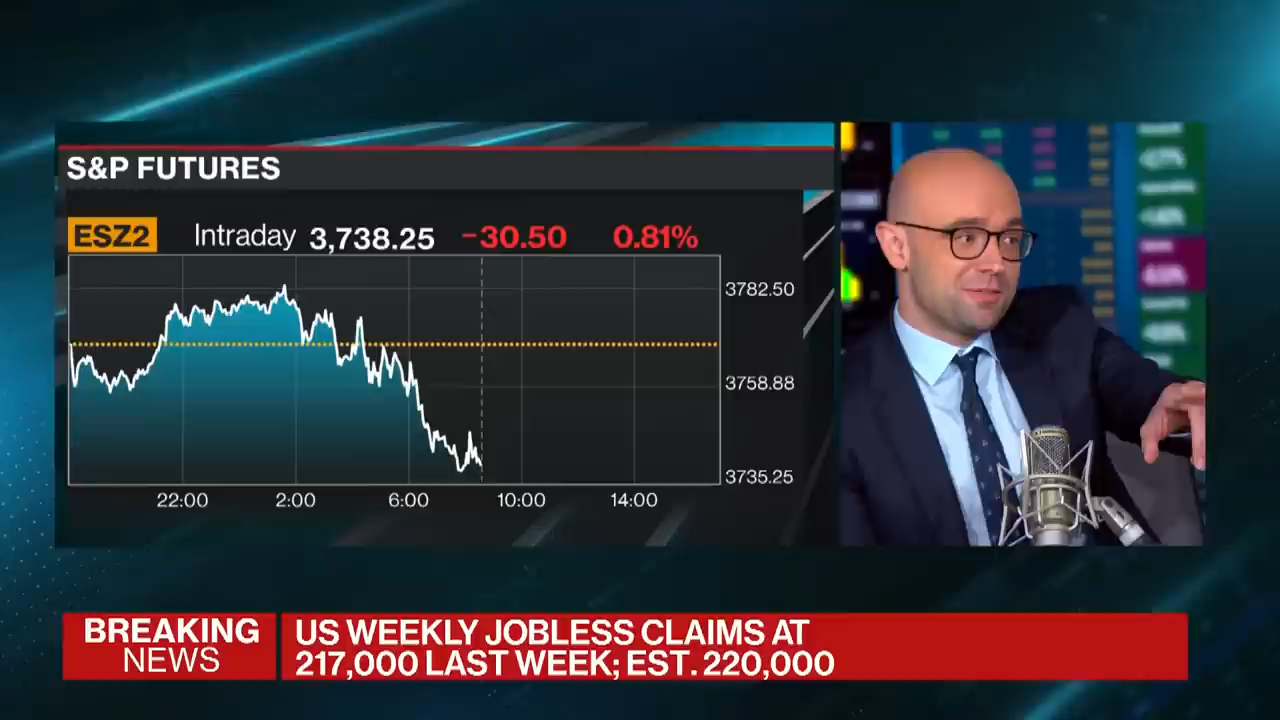 S&P FUTURES
ESZ2 Intraday 3,738.25 -30.50 0.81%
3782.50
3758.88
3735.25
22:00 2:00 6:00 10:00 14:00
BREAKING NEWS
US WEEKLY JOBLESS CLAIMS AT
217,000 LAST WEEK; EST. 220,000